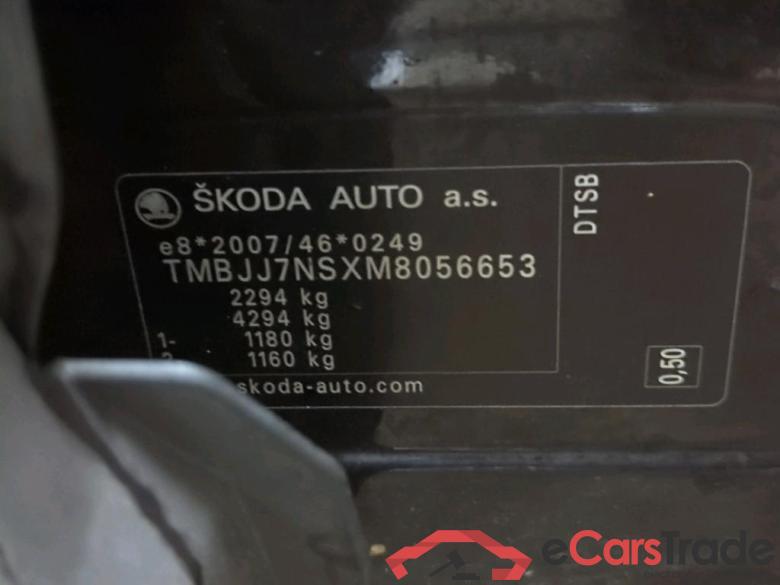 ŠKODA AUTO a.s.
e8*2007/46*0249
TMBJJ7NSXM8056653
2294 kg
4294 kg
1- 1180 kg
1160 kg
skoda-auto.com
DTSB
0,50
eCarsTrade